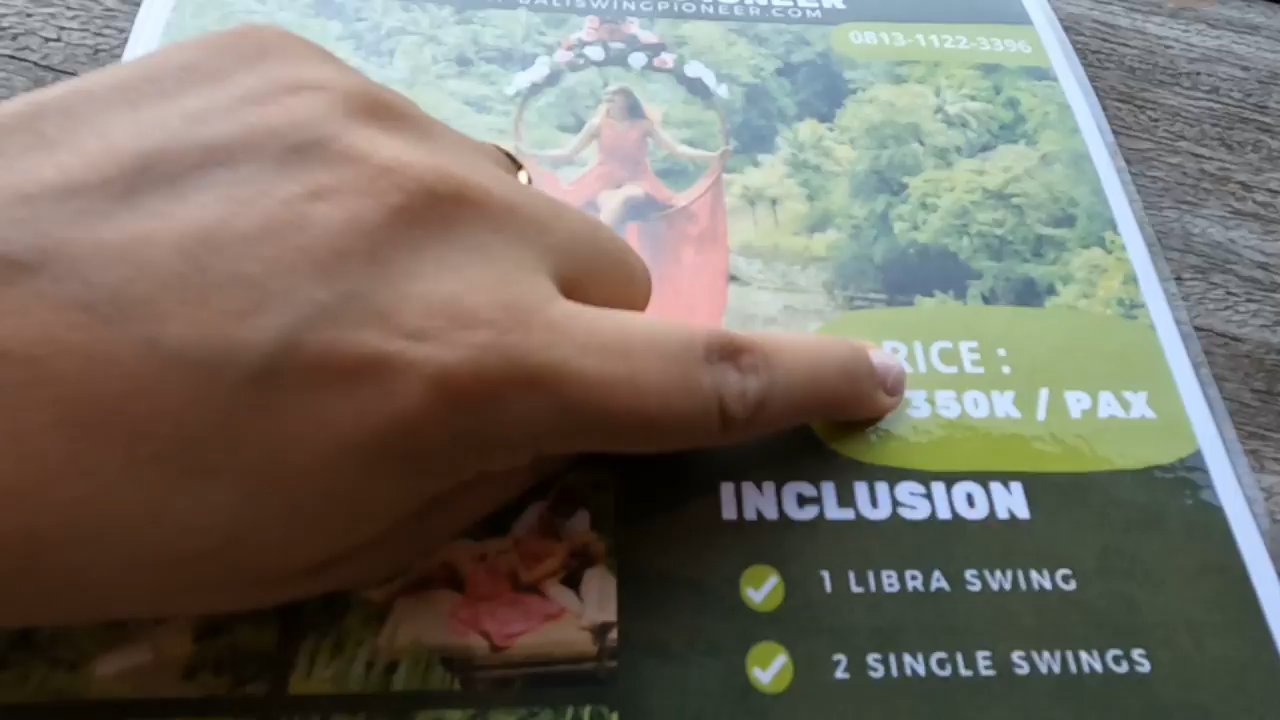 BALISWINGPIONEER.COM
0813-1122-3396
RICE :
350K / PAX
INCLUSION
1 LIBRA SWING
2 SINGLE SWINGS